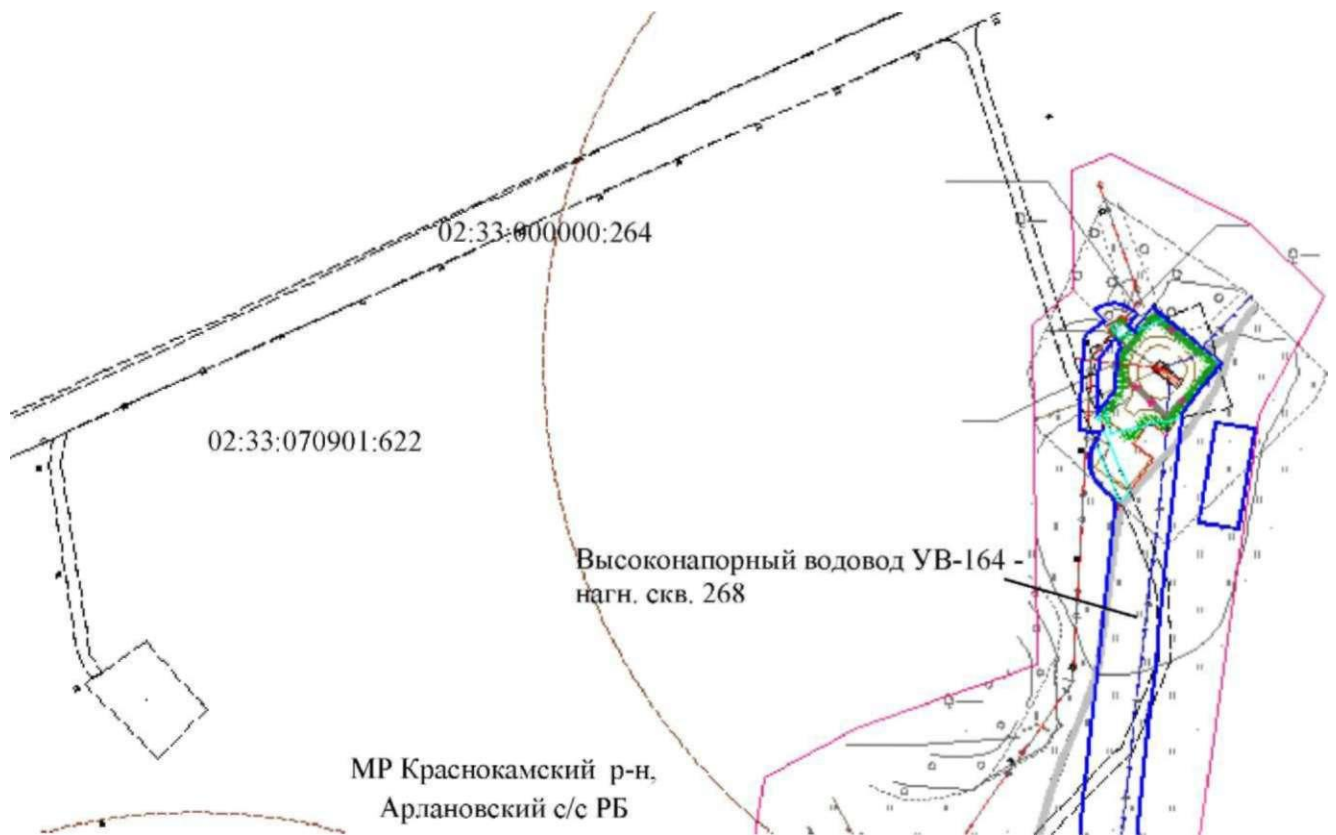 02:33:000000:264
02:33:070901:622
Высоконапорный водовод УВ-164 -
нагн. скв. 268
МР Краснокамский р-н,
Арлановский с/с РБ